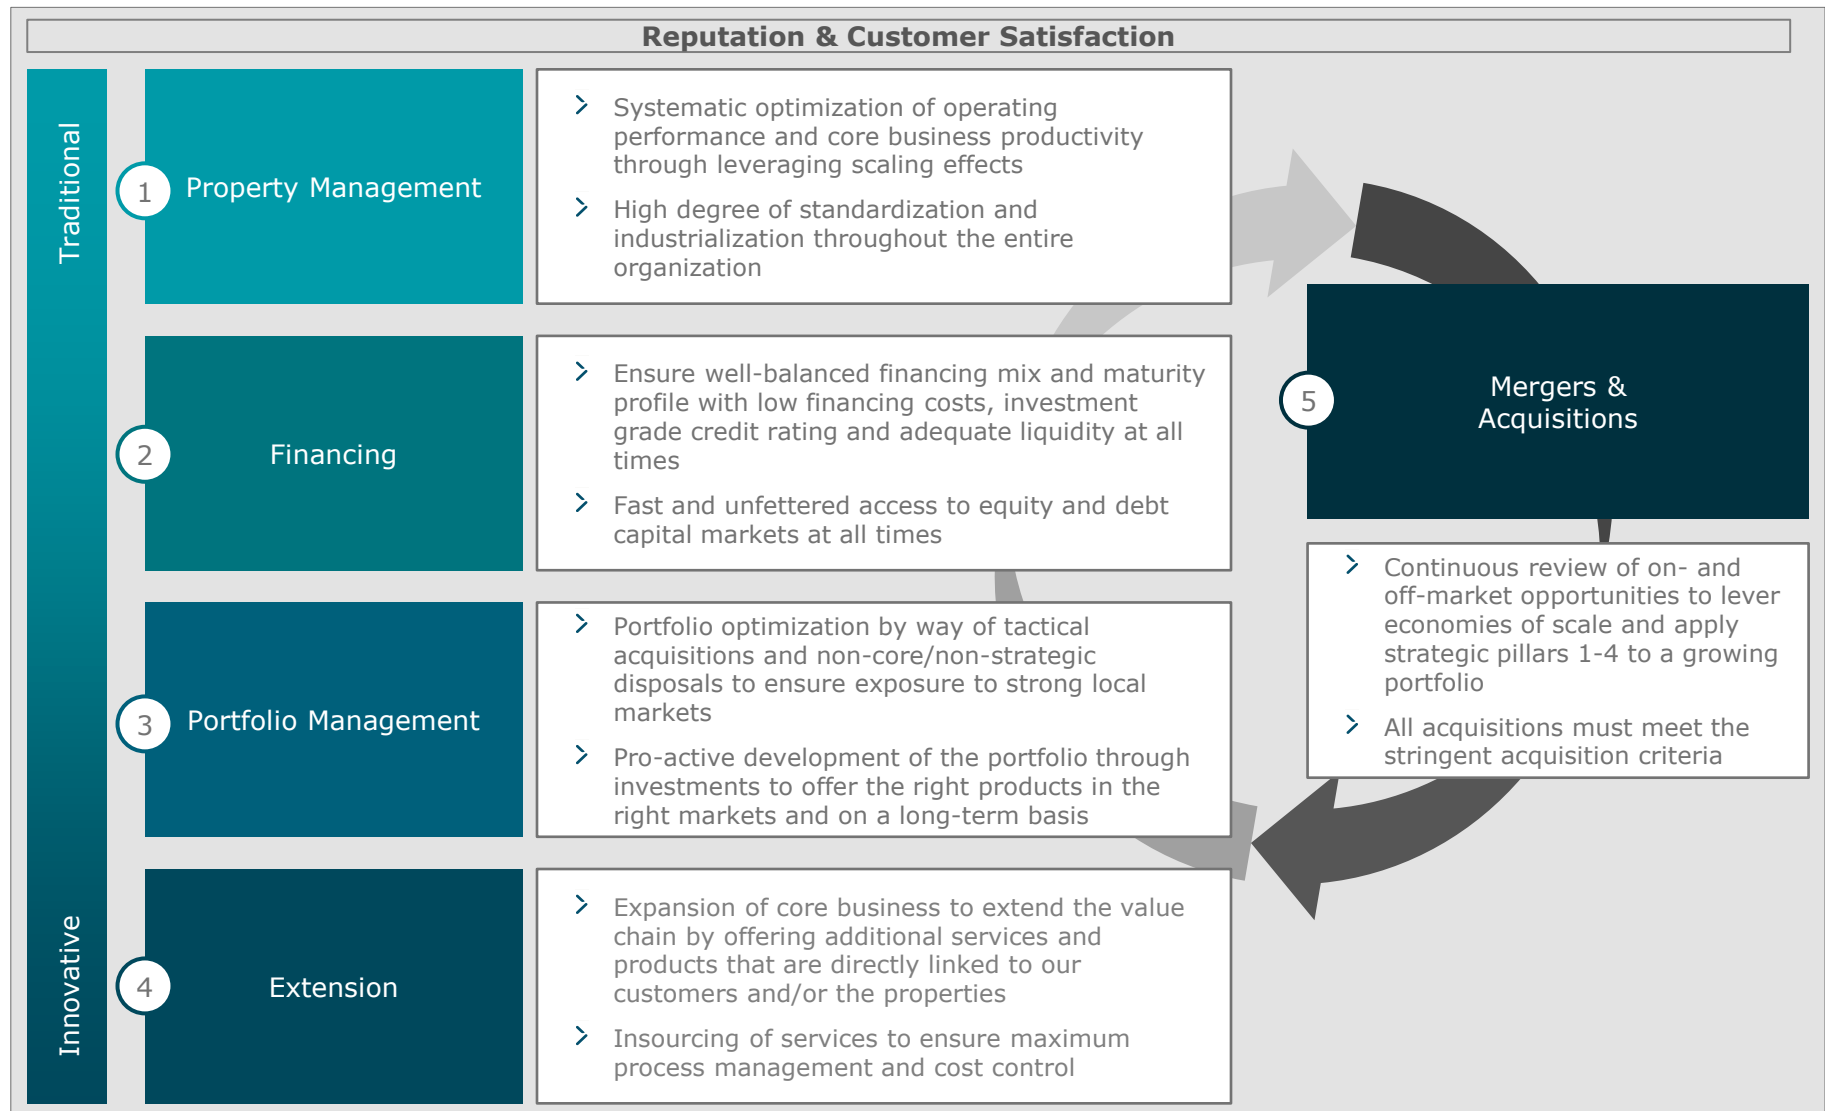 Reputation & Customer Satisfaction
Traditional
1
Property Management
Systematic optimization of operating
performance and core business productivity
through leveraging scaling effects
High degree of standardization and
industrialization throughout the entire
organization
2
Financing
Ensure well-balanced financing mix and maturity
profile with low financing costs, investment
grade credit rating and adequate liquidity at all
times
Fast and unfettered access to equity and debt
capital markets at all times
3
Portfolio Management
Portfolio optimization by way of tactical
acquisitions and non-core/non-strategic
disposals to ensure exposure to strong local
markets
Pro-active development of the portfolio through
investments to offer the right products in the
right markets and on a long-term basis
Innovative
4
Extension
Expansion of core business to extend the value
chain by offering additional services and
products that are directly linked to our
customers and/or the properties
Insourcing of services to ensure maximum
process management and cost control
5
Mergers &
Acquisitions
Continuous review of on- and
off-market opportunities to lever
economies of scale and apply
strategic pillars 1-4 to a growing
portfolio
All acquisitions must meet the
stringent acquisition criteria